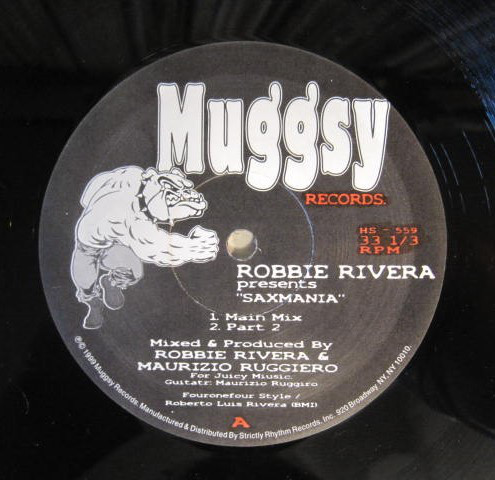 Muggsy
RECORDS.
HS - 559
33 1/3
RPM
ROBBIE RIVERA
presents
"SAXMANIA"
1. Main Mix
2. Part 2
Mixed & Produced By
ROBBIE RIVERA &
MAURIZIO RUGGIERO
For Juicy Miusic.
Guitatr: Maurizio Ruggiro
Fouronefour Style /
Roberto Luis Rivera (BMI)
A
℗© 1999 Muggsy Records. Manufactured & Distributed By Strictly Rhythm Records, Inc. 920 Broadway NY, NY 10010.